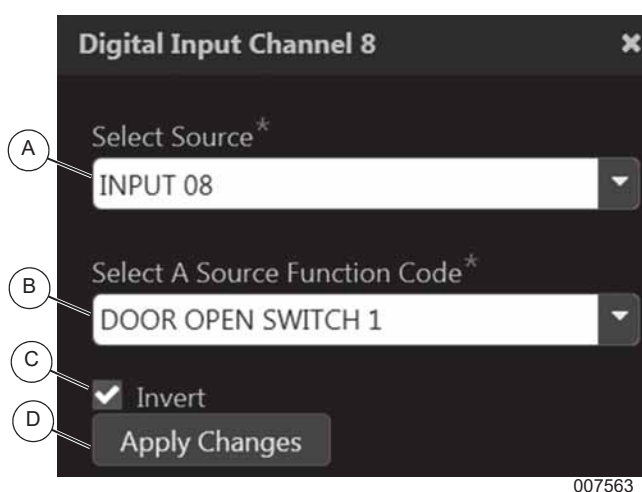 Digital Input Channel 8 ✖
A
Select Source*
INPUT 08
B
Select A Source Function Code*
DOOR OPEN SWITCH 1
C
Invert
D
Apply Changes
007563